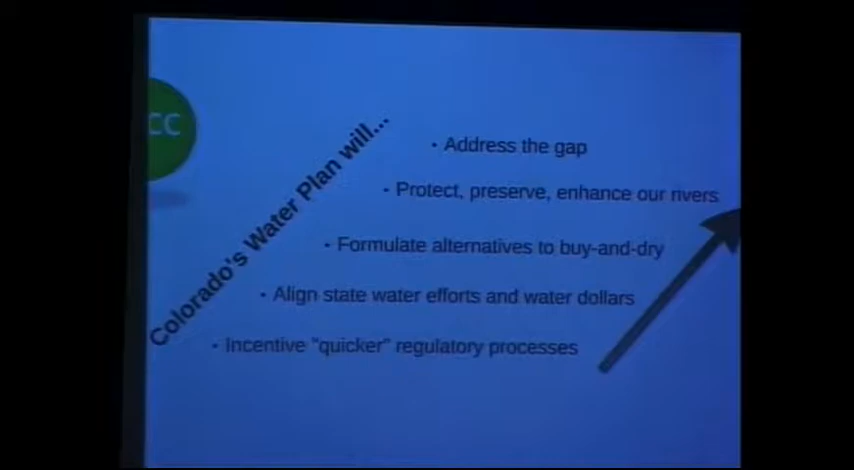 CC
Colorado's Water Plan will...
• Address the gap
• Protect, preserve, enhance our rivers
• Formulate alternatives to buy-and-dry
• Align state water efforts and water dollars
• Incentive "quicker" regulatory processes